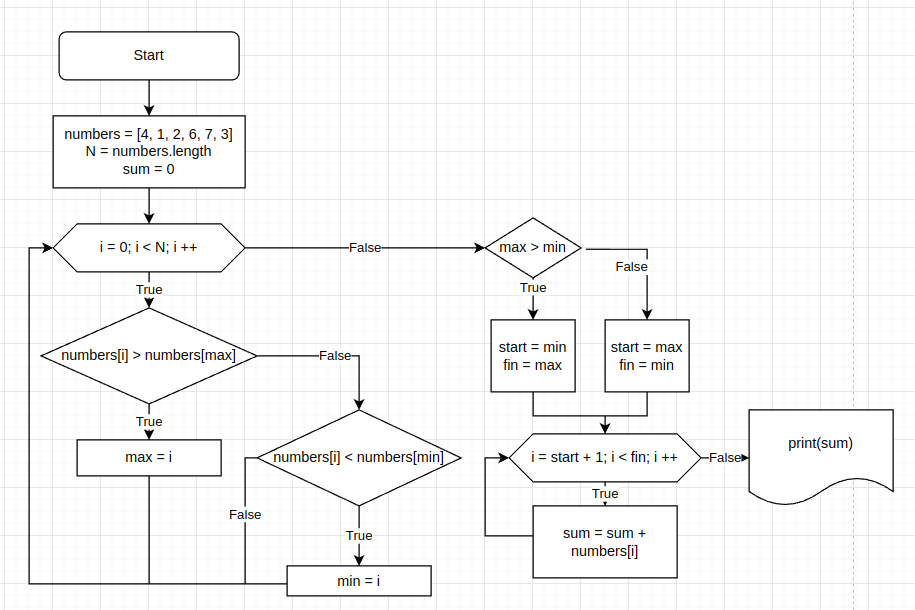 Start
numbers = [4, 1, 2, 6, 7, 3]
N = numbers.length
sum = 0
i = 0; i < N; i ++
False
max > min
False
True
True
numbers[i] > numbers[max]
False
start = min
fin = max
start = max
fin = min
True
max = i
numbers[i] < numbers[min]
i = start + 1; i < fin; i ++
False
print(sum)
True
False
True
sum = sum +
numbers[i]
min = i